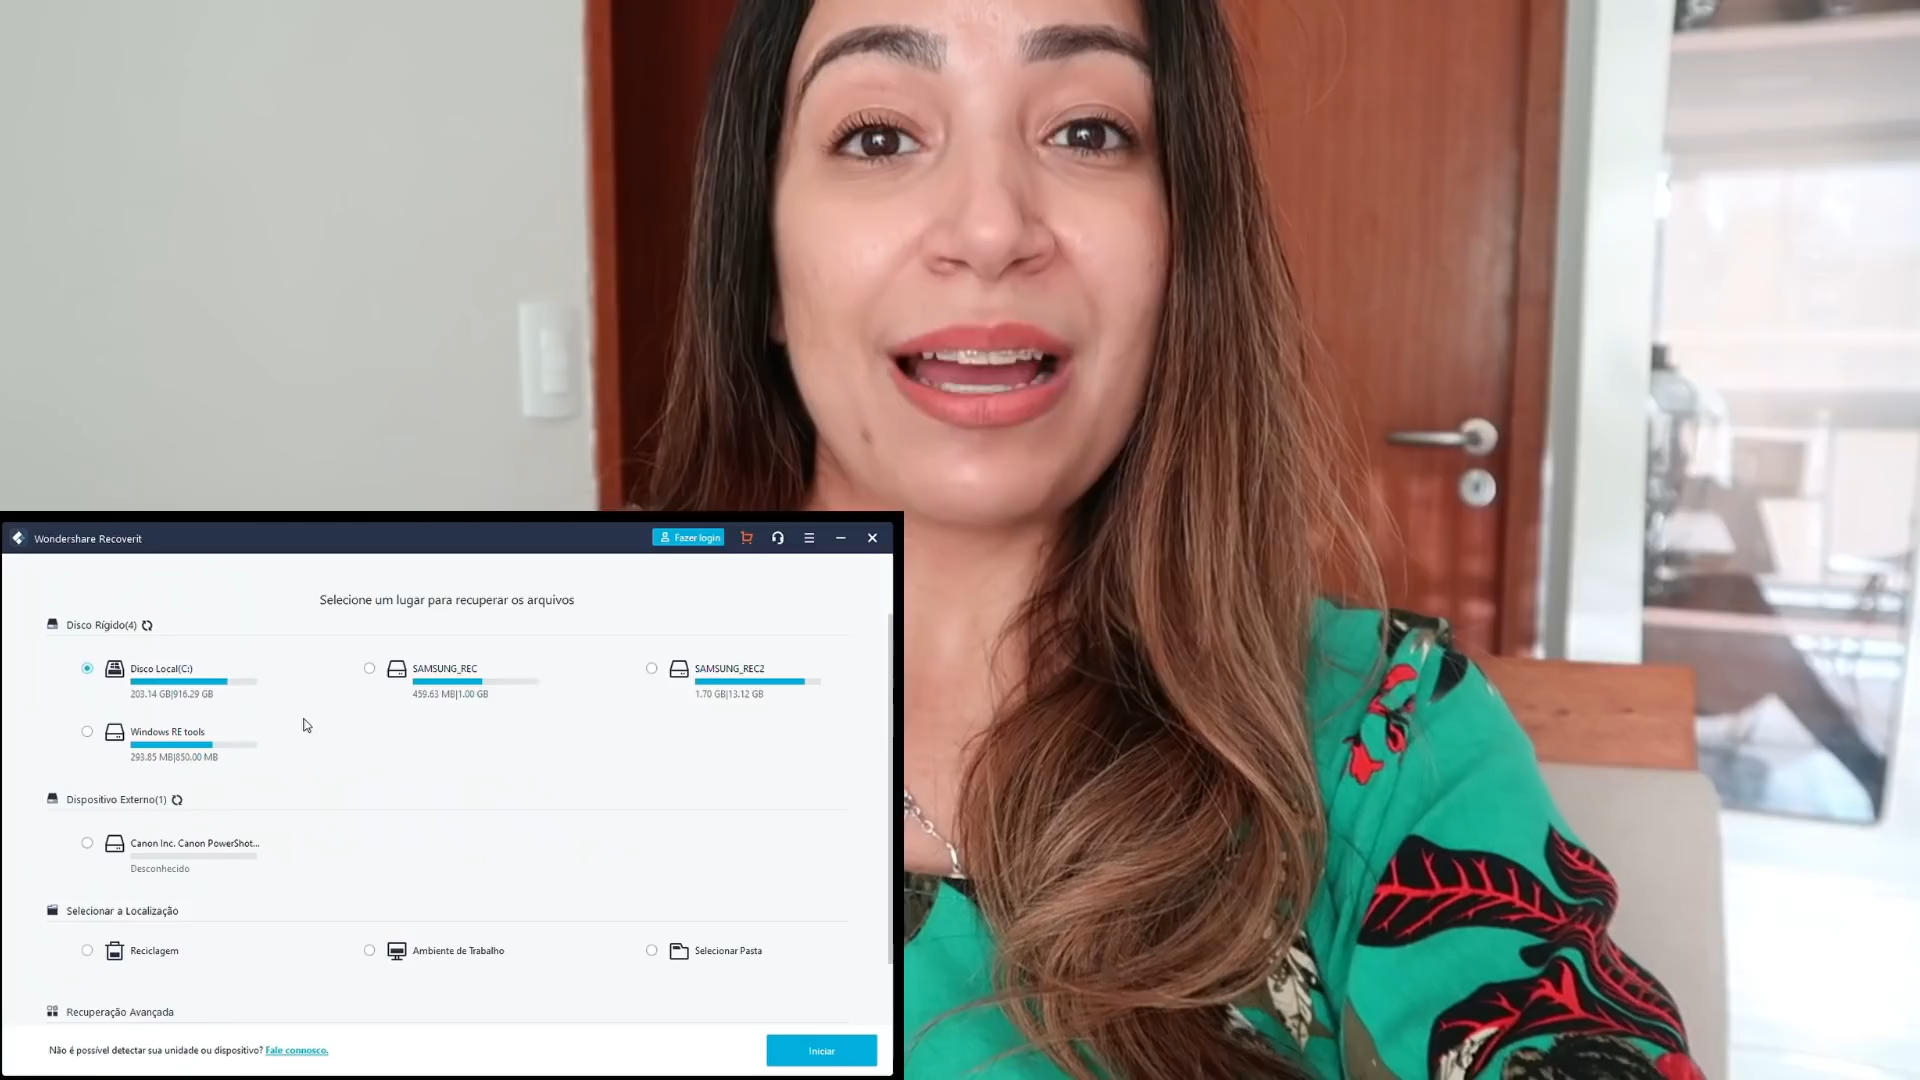 Wondershare Recoverit
Fazer login
Selecione um lugar para recuperar os arquivos
Disco Rígido(4)
Disco Local(C:)
203.14 GB|916.29 GB
SAMSUNG_REC
459.63 MB|1.00 GB
SAMSUNG_REC2
1.70 GB|13.12 GB
Windows RE tools
293.85 MB|850.00 MB
Dispositivo Externo(1)
Canon Inc. Canon PowerShot...
Desconhecido
Selecionar a Localização
Reciclagem
Ambiente de Trabalho
Selecionar Pasta
Recuperação Avançada
Não é possível detectar sua unidade ou dispositivo? Fale connosco.
Iniciar